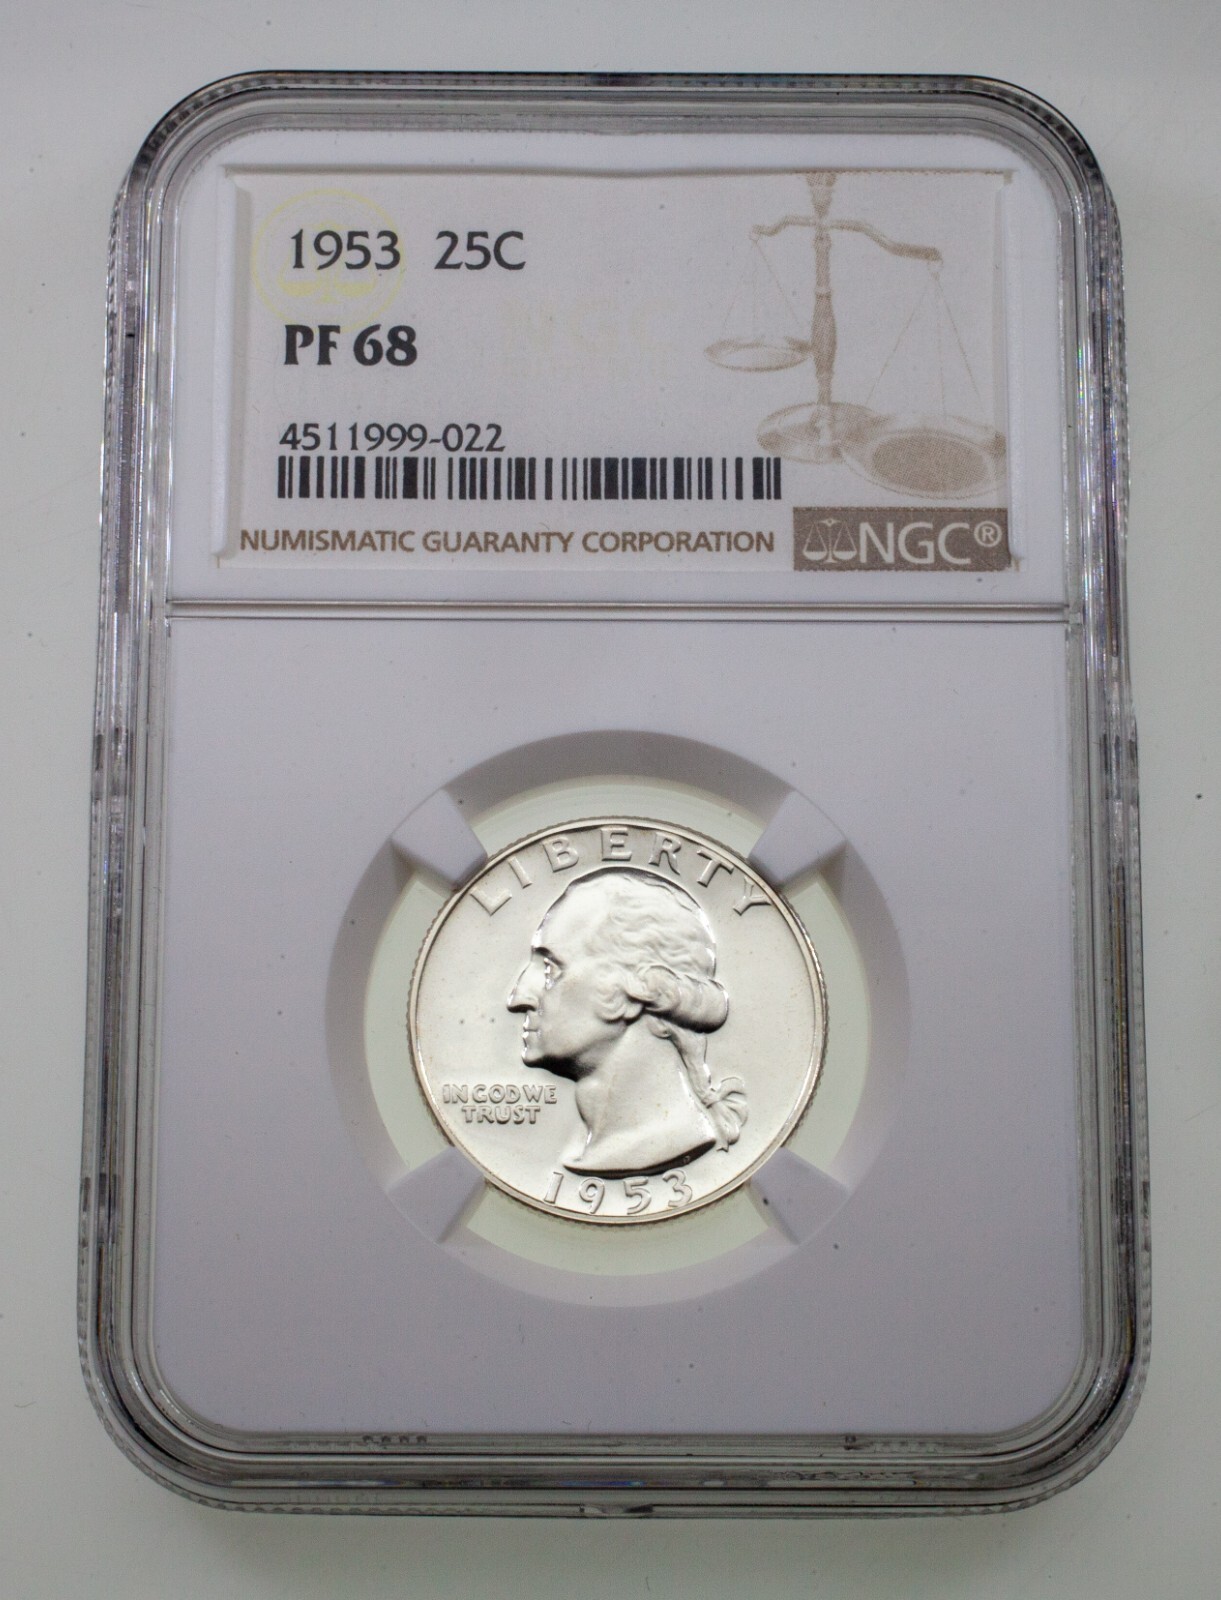 1953 25C
PF 68
4511999-022
NUMISMATIC GUARANTY CORPORATION
NGC®
LIBERTY
IN GOD WE
TRUST
1953